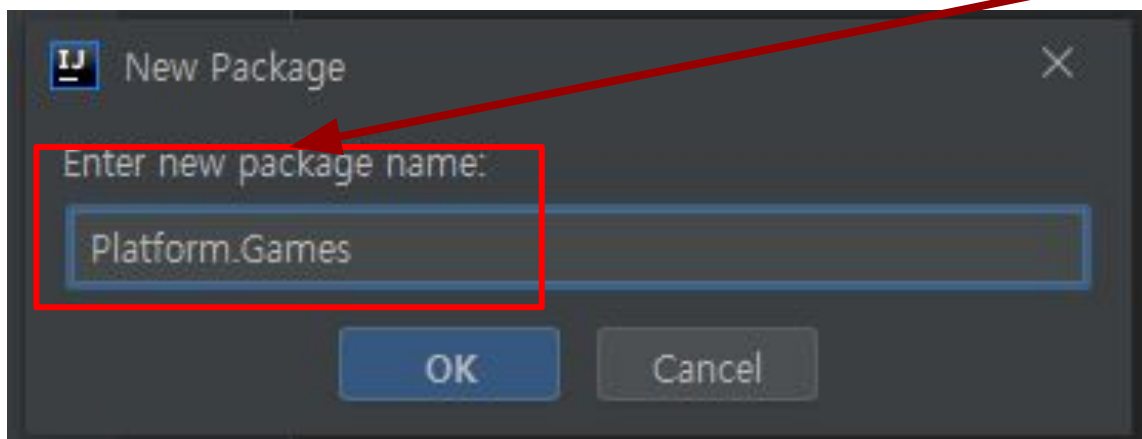 IJ
New Package
Enter new package name:
Platform.Games
OK
Cancel